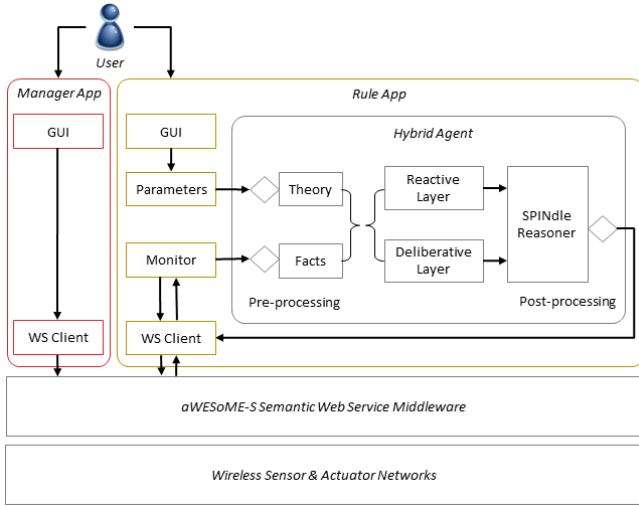 User
Manager App
Rule App
GUI
GUI
Hybrid Agent
Parameters
Theory
Reactive
Layer
SPINdle
Reasoner
Monitor
Facts
Deliberative
Layer
Pre-processing
Post-processing
WS Client
WS Client
aWESoME-S Semantic Web Service Middleware
Wireless Sensor & Actuator Networks